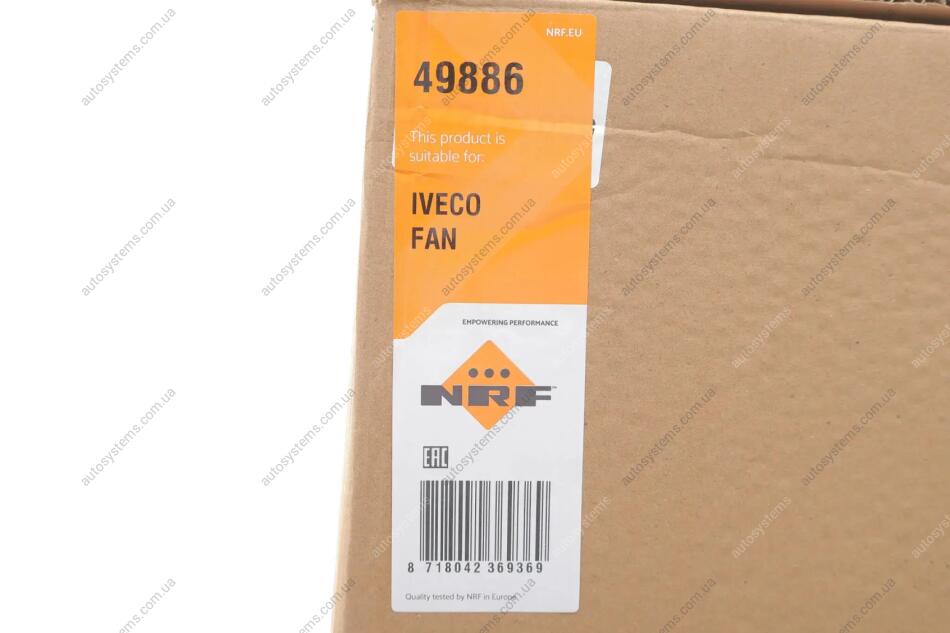 NRF.EU
49886
This product is
suitable for:
IVECO
FAN
EMPOWERING PERFORMANCE
NRF™
EAC
8 718042 369369
Quality tested by NRF in Europe
autosystems.com.ua